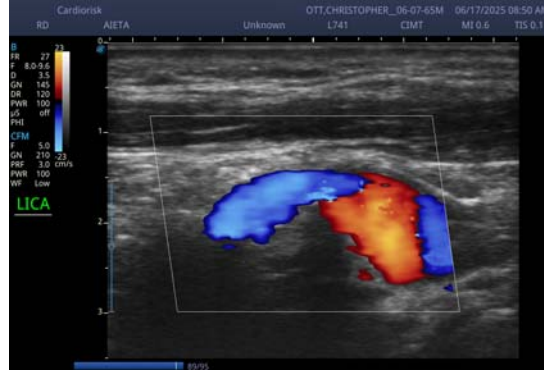 Cardiorisk OTT,CHRISTOPHER_06-07-65M 06/17/2025 08:50 AM
RD AIETA Unknown L741 CIMT MI 0.6 TIS 0.1
B
FR 27
F 8.0-9.6
D 3.5
GN 145
DR 120
PWR 100
μS off
PHI
CFM
F 5.0
GN 210
PRF 3.0
PWR 100
WF Low
23
-23
cm/s
LICA
0
1
2
3
89/95